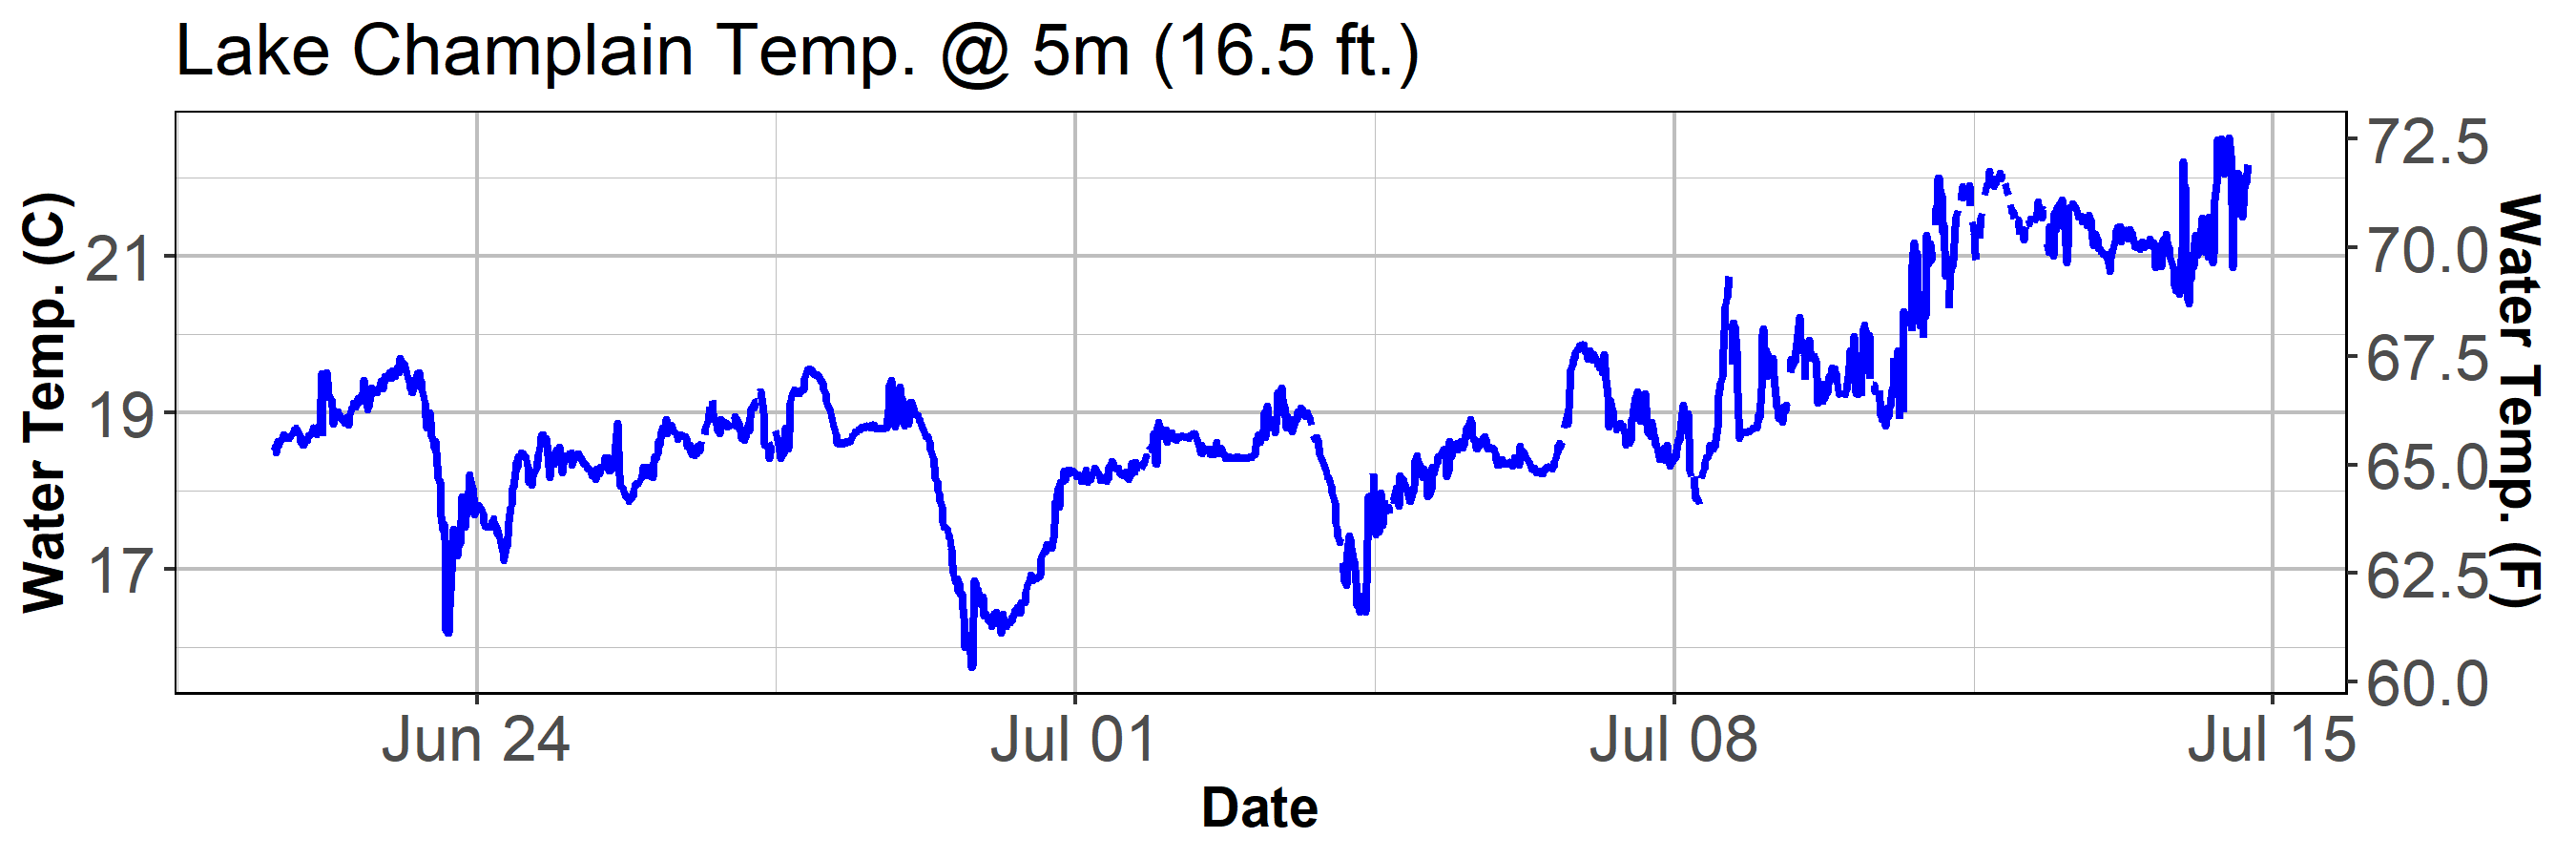 Lake Champlain Temp. @ 5m (16.5 ft.)
Water Temp. (C)
21
19
17
72.5
70.0
67.5
65.0
62.5
60.0
Water Temp. (F)
Jun 24 Jul 01 Jul 08 Jul 15
Date